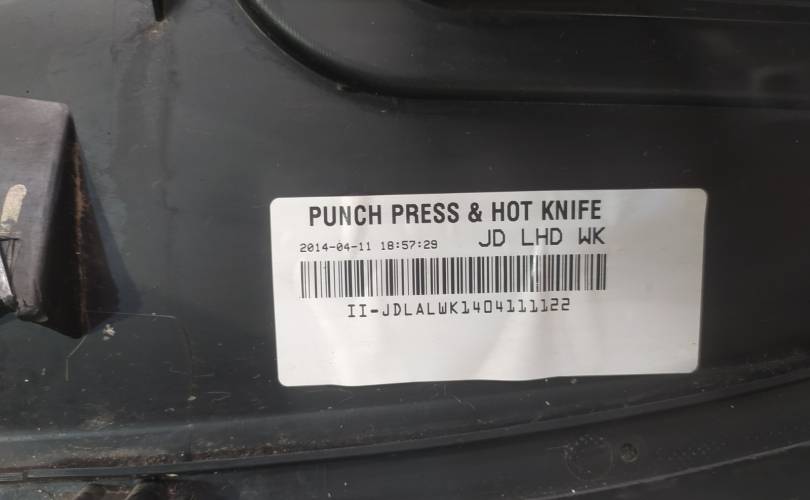 PUNCH PRESS & HOT KNIFE
2014-04-11 18:57:29 JD LHD WK
II-JDLALWK1404111122